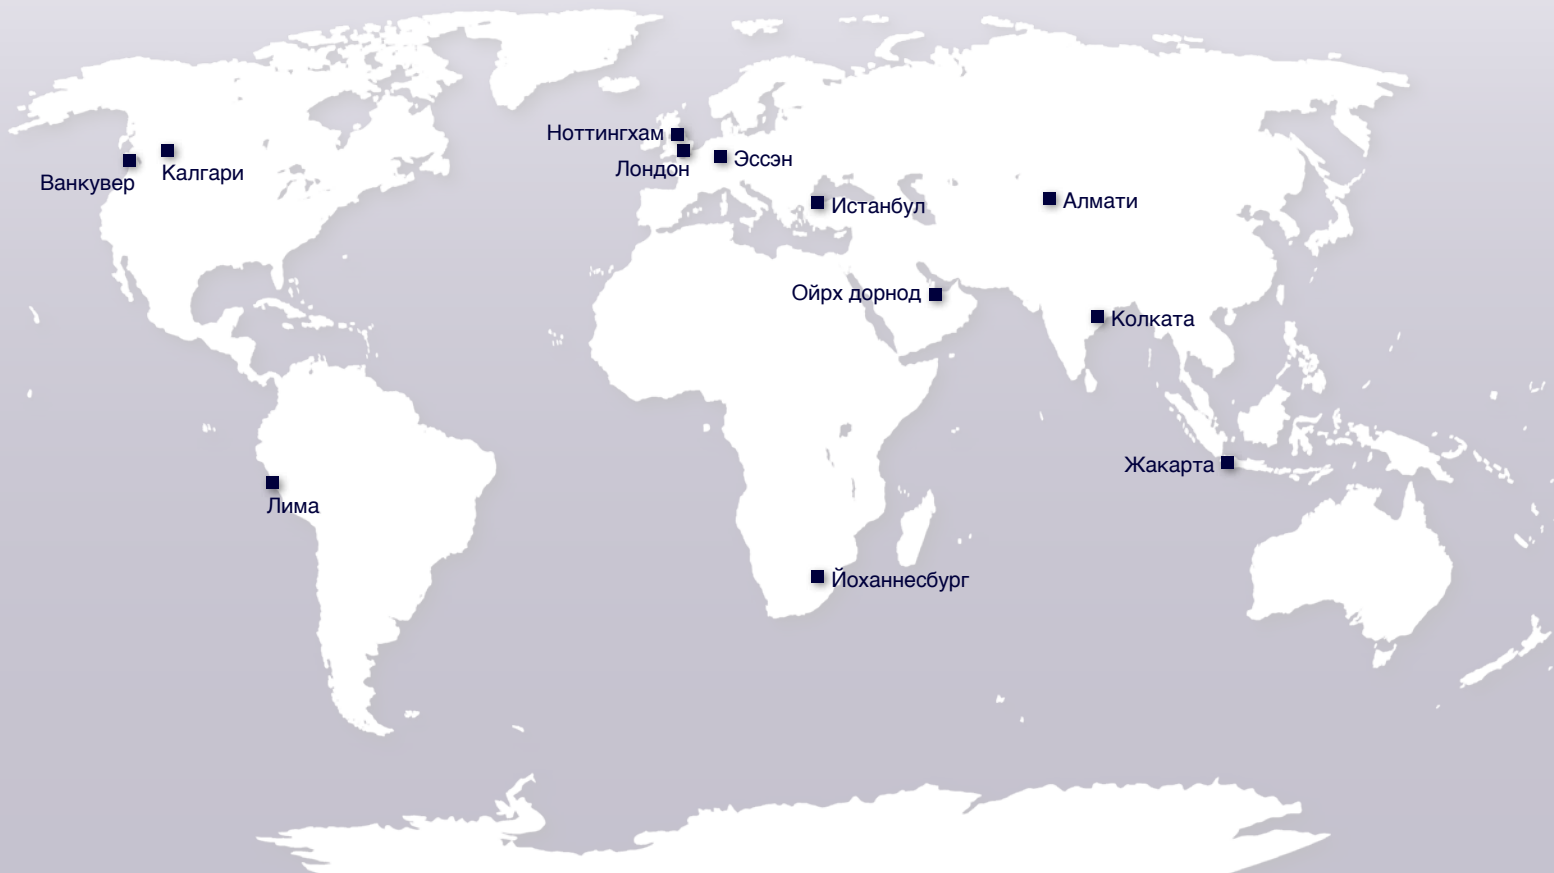 Ноттингхам
Калгари
Ванкувер
Лондон
Эссэн
Истанбул
Алмати
Ойрх дорнод
Колката
Жакарта
Лима
Йоханнесбург